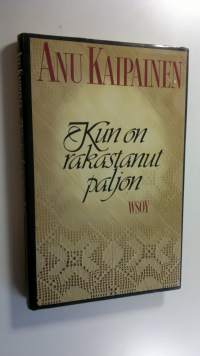 ANU KAIPAINEN
Kun on
rakastanut
paljon
WSOY